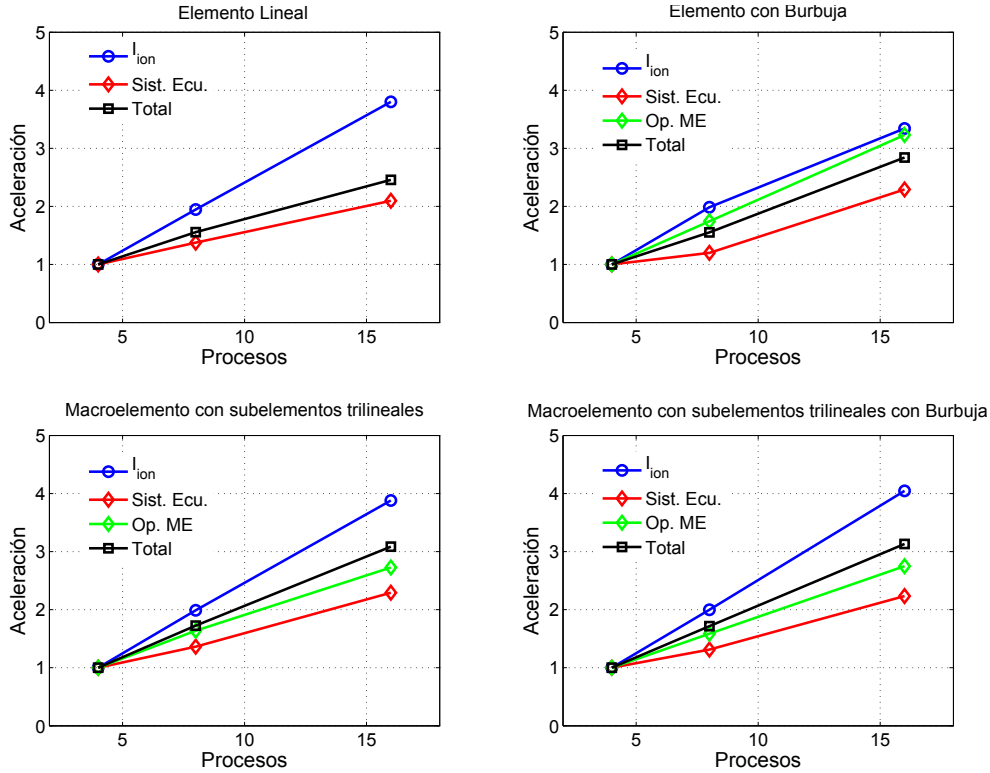 Elemento Lineal
5
4
3
2
1
0
Aceleración
I_ion
Sist. Ecu.
Total
5
10
15
Procesos
Elemento con Burbuja
5
4
3
2
1
0
Aceleración
I_ion
Sist. Ecu.
Op. ME
Total
5
10
15
Procesos
Macroelemento con subelementos trilineales
5
4
3
2
1
0
Aceleración
I_ion
Sist. Ecu.
Op. ME
Total
5
10
15
Procesos
Macroelemento con subelementos trilineales con Burbuja
5
4
3
2
1
0
Aceleración
I_ion
Sist. Ecu.
Op. ME
Total
5
10
15
Procesos